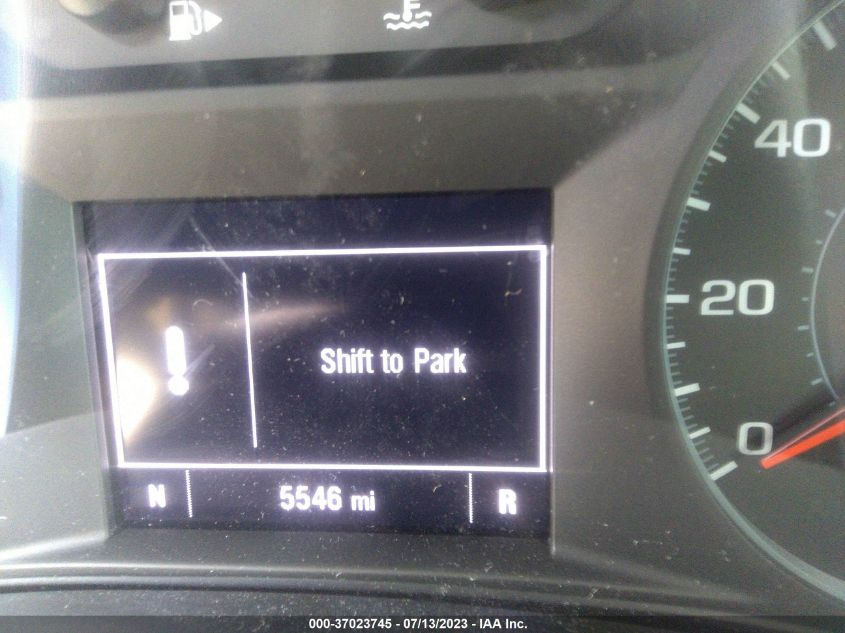 40
20
0
Shift to Park
N 5546 mi R
000-37023745 - 07/13/2023 - IAA Inc.